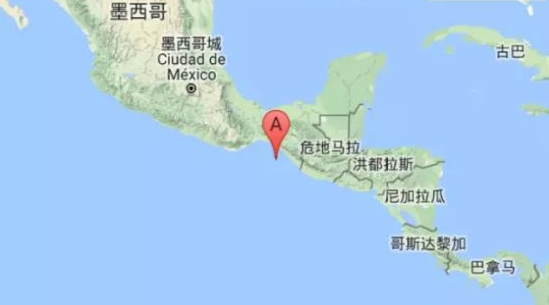 墨西哥
墨西哥城
Ciudad de
México
古巴
A
危地马拉
洪都拉斯
尼加拉瓜
哥斯达黎加
巴拿马